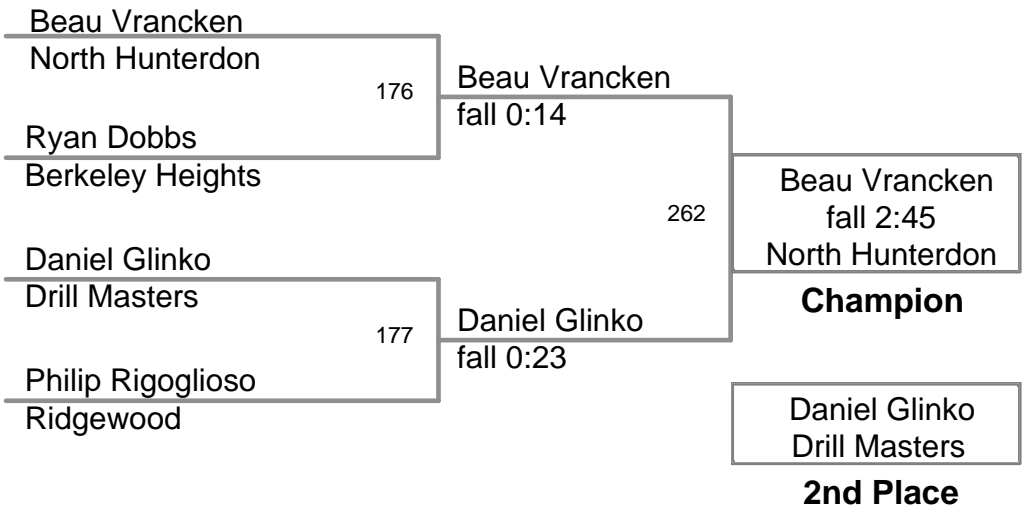 Beau Vrancken
North Hunterdon
176
Ryan Dobbs
Berkeley Heights
Beau Vrancken
fall 0:14
Daniel Glinko
Drill Masters
177
Philip Rigoglioso
Ridgewood
Daniel Glinko
fall 0:23
262
Beau Vrancken
fall 2:45
North Hunterdon
Champion
Daniel Glinko
Drill Masters
2nd Place